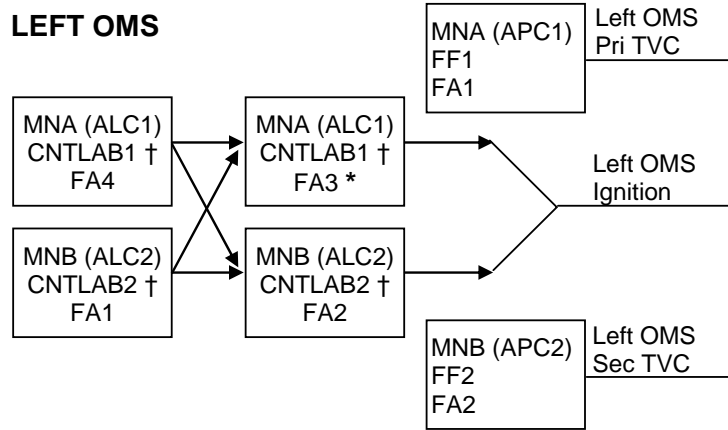 LEFT OMS
MNA (APC1)
FF1
FA1
Left OMS
Pri TVC
MNA (ALC1)
CNTLAB1 †
FA4
MNA (ALC1)
CNTLAB1 †
FA3 *
Left OMS
Ignition
MNB (ALC2)
CNTLAB2 †
FA1
MNB (ALC2)
CNTLAB2 †
FA2
MNB (APC2)
FF2
FA2
Left OMS
Sec TVC